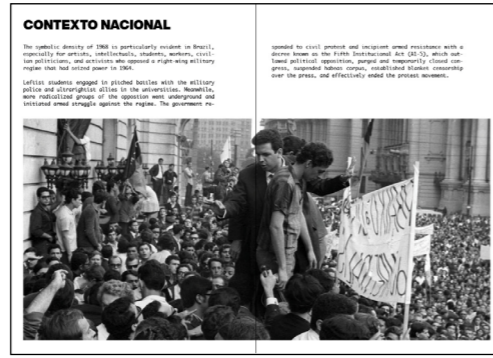 CONTEXTO NACIONAL
The symbolic density of 1968 is particularly evident in Brazil,
especially for artists, intellectuals, students, workers, civil-
ian politicians, and activists who opposed a right-wing military
regime that had seized power in 1964.
Leftist students engaged in pitched battles with the military
police and ultrarightist allies in the universities. Meanwhile,
more radicalized groups of the opposition went underground and
initiated armed struggle against the regime. The government re-
sponded to civil protest and incipient armed resistance with a
decree known as the Fifth Institutional Act (AI-5), which out-
lawed political opposition, purged and temporarily closed con-
gress, suspended habeas corpus, established blanket censorship
over the press, and effectively ended the protest movement.